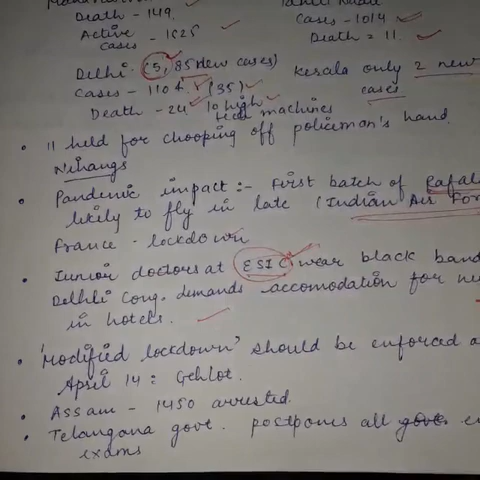 Death - 149.
Active - 1525
cases
Tamil Nadu
Cases - 1014
Death = 11.
Delhi (5, 85 new cases)
Cases - 1104 (35)
Death - 24 10 high
machines
Kerala only 2 new
cases
• 11 held for chooping off policemon's hand.
Nihangs
• Pandemic impact :- First batch of Rafale
likely to fly in late (Indian Air For
France - lockdown
• Junior doctors at ESIC wear black band
Delhi Cong. demands accomodation for
in hotels.
• 'Modified lockdown' should be enforced a
April 14 : Gehlot.
• Assam - 1450 arrested.
• Telangana govt. postpones all govt. e
exams